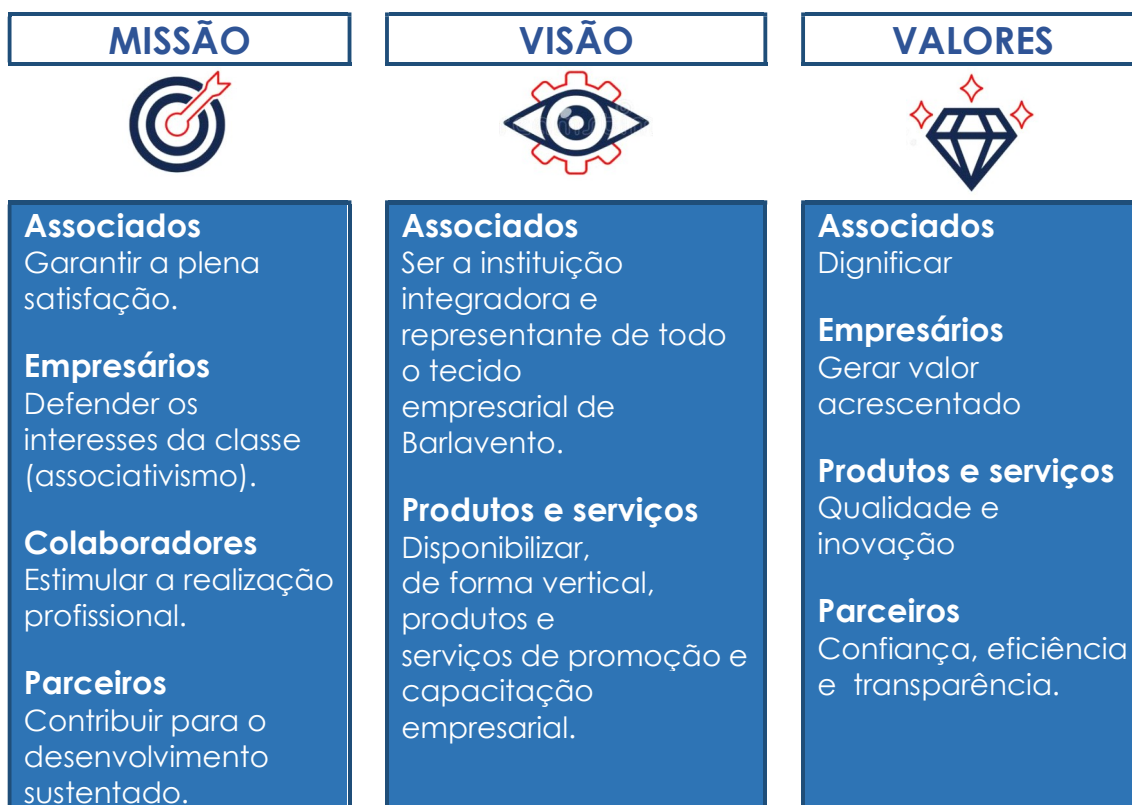 MISSÃO
Associados
Garantir a plena
satisfação.
Empresários
Defender os
interesses da classe
(associativismo).
Colaboradores
Estimular a realização
profissional.
Parceiros
Contribuir para o
desenvolvimento
sustentado.
VISÃO
Associados
Ser a instituição
integradora e
representante de todo
o tecido
empresarial de
Barlavento.
Produtos e serviços
Disponibilizar,
de forma vertical,
produtos e
serviços de promoção e
capacitação
empresarial.
VALORES
Associados
Dignificar
Empresários
Gerar valor
acrescentado
Produtos e serviços
Qualidade e
inovação
Parceiros
Confiança, eficiência
e transparência.